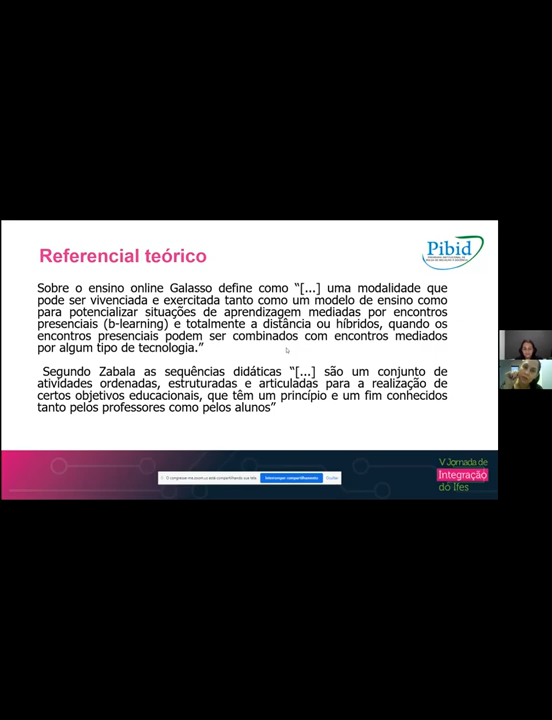 Referencial teórico
Pibid
Sobre o ensino online Galasso define como “[...] uma modalidade que
pode ser vivenciada e exercitada tanto como um modelo de ensino como
para potencializar situações de aprendizagem mediadas por encontros
presenciais (b-learning) e totalmente a distância ou híbridos, quando os
encontros presenciais podem ser combinados com encontros mediados
por algum tipo de tecnologia.”
Segundo Zabala as sequências didáticas “[...] são um conjunto de
atividades ordenadas, estruturadas e articuladas para a realização de
certos objetivos educacionais, que têm um princípio e um fim conhecidos
tanto pelos professores como pelos alunos”
Interromper compartilhamento
Ocultar
V Jornada de
Integração
do Ifes